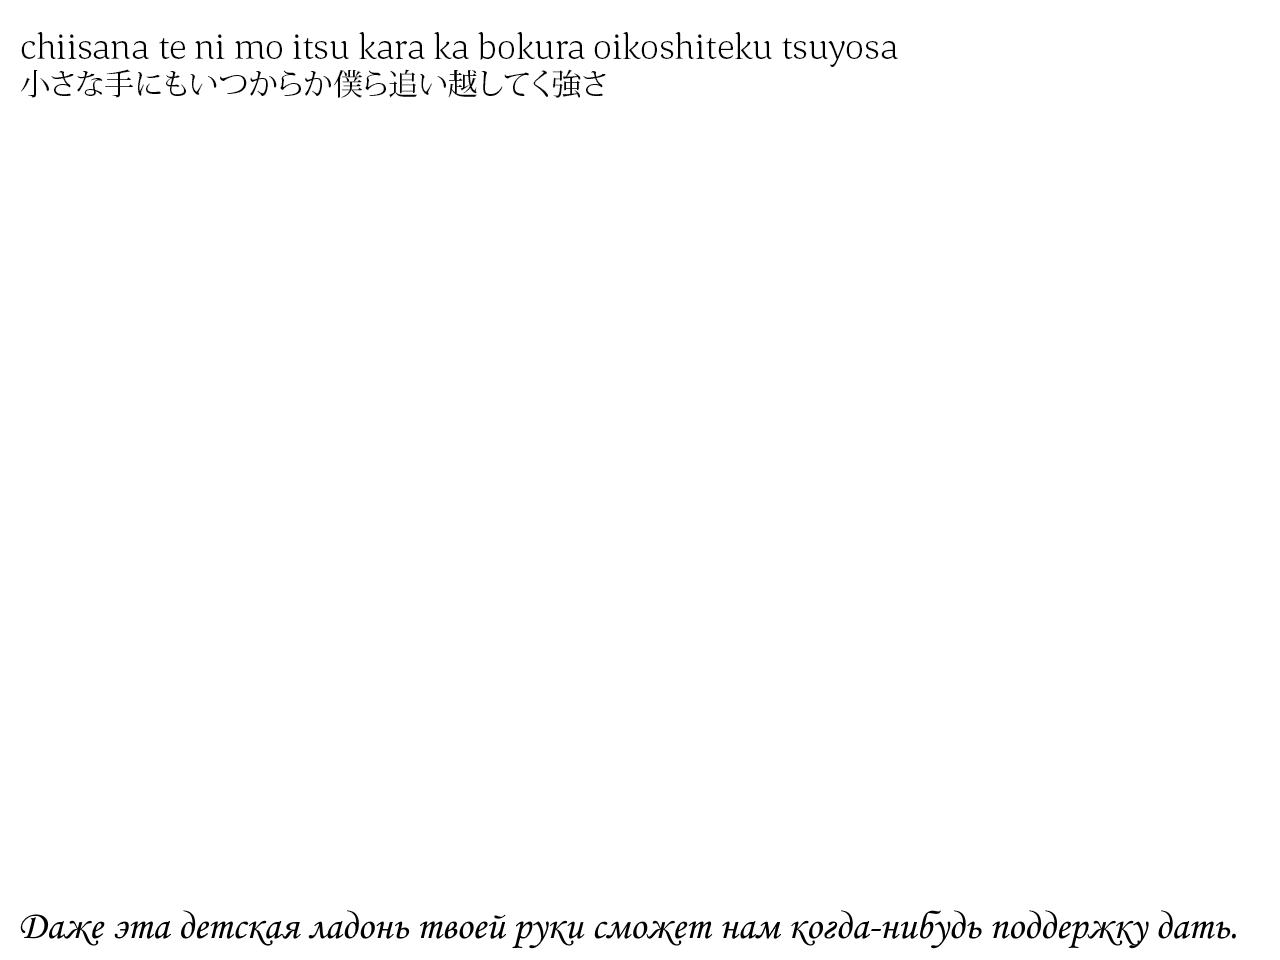 chiisana te ni mo itsu kara ka bokura oikoshiteku tsuyosa
小さな手にもいつからか僕ら追い越してく強さ
Даже эта детская ладонь твоей руки сможет нам когда-нибудь поддержку дать.